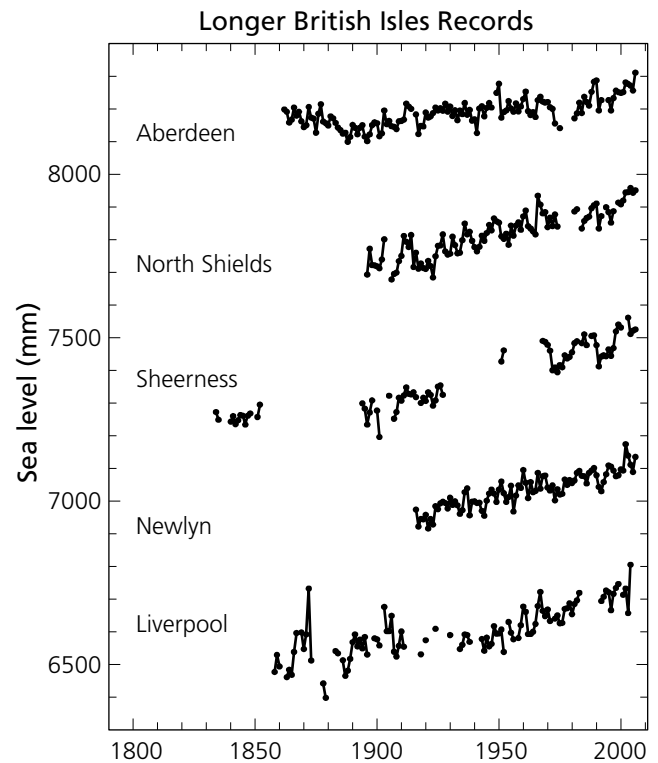 Longer British Isles Records
Aberdeen
8000
North Shields
7500
Sheerness
Sea level (mm)
7000
Newlyn
Liverpool
6500
1800 1850 1900 1950 2000